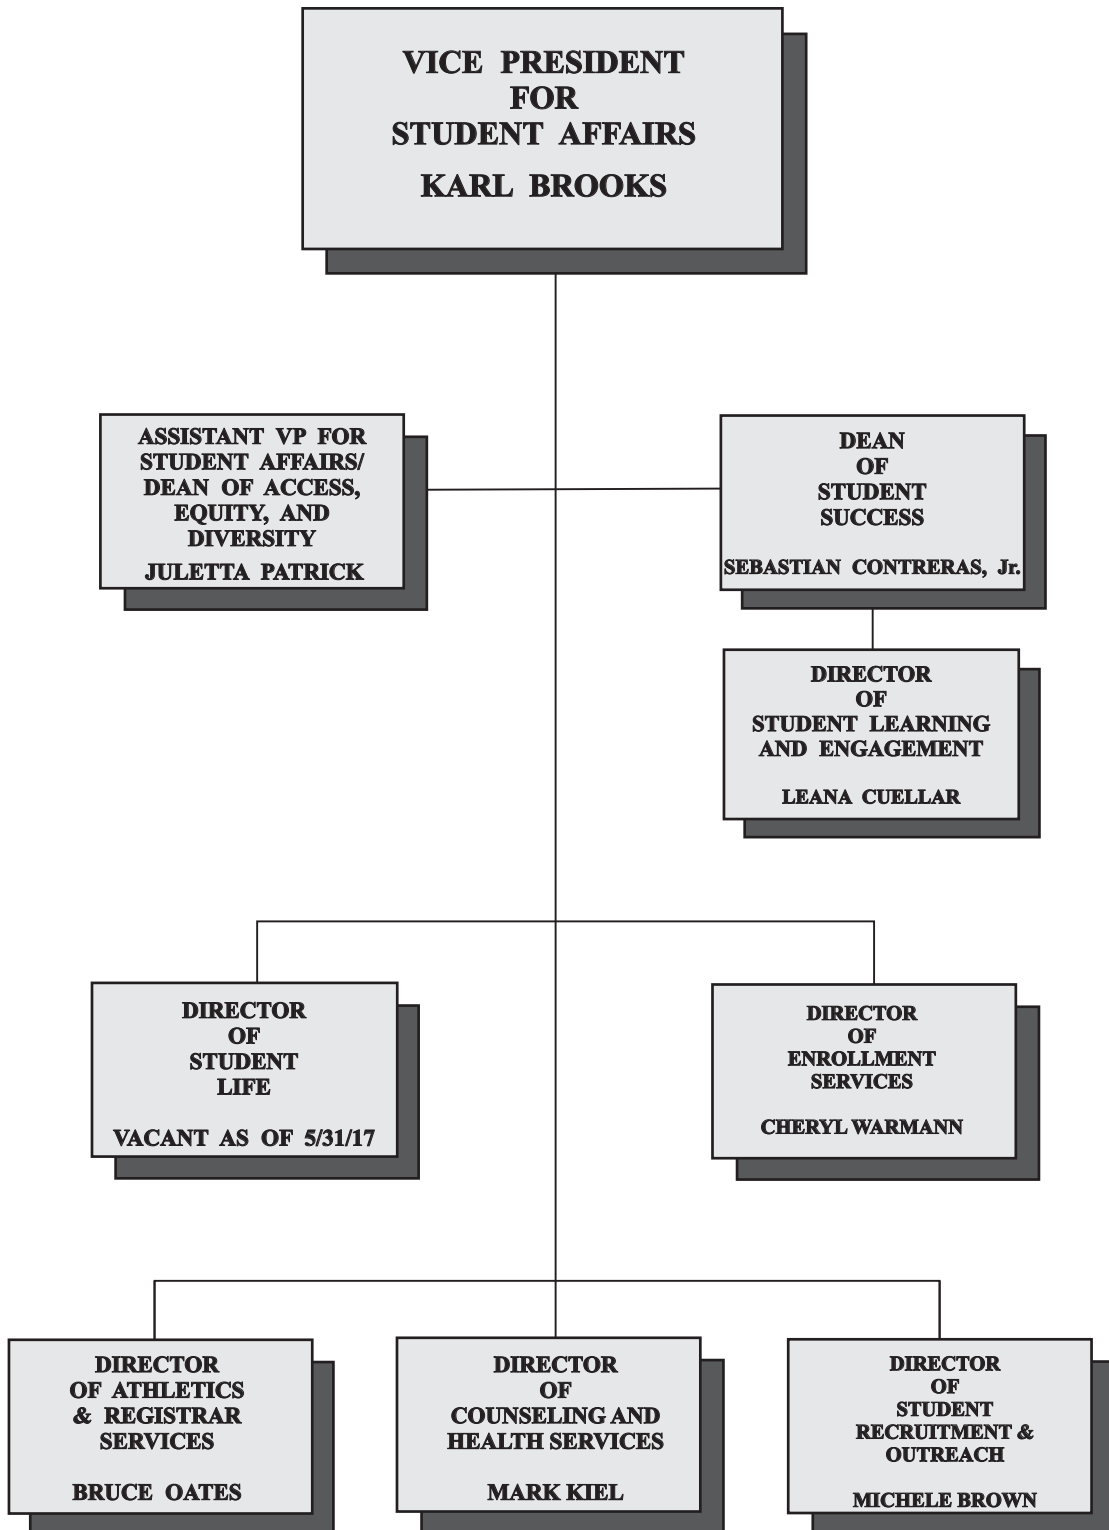 VICE PRESIDENT
FOR
STUDENT AFFAIRS
KARL BROOKS
ASSISTANT VP FOR
STUDENT AFFAIRS/
DEAN OF ACCESS,
EQUITY, AND
DIVERSITY
JULETTA PATRICK
DEAN
OF
STUDENT
SUCCESS
SEBASTIAN CONTRERAS, Jr.
DIRECTOR
OF
STUDENT LEARNING
AND ENGAGEMENT
LEANA CUELLAR
DIRECTOR
OF
STUDENT
LIFE
VACANT AS OF 5/31/17
DIRECTOR
OF
ENROLLMENT
SERVICES
CHERYL WARMANN
DIRECTOR
OF ATHLETICS
& REGISTRAR
SERVICES
BRUCE OATES
DIRECTOR
OF
COUNSELING AND
HEALTH SERVICES
MARK KIEL
DIRECTOR
OF
STUDENT
RECRUITMENT &
OUTREACH
MICHELE BROWN